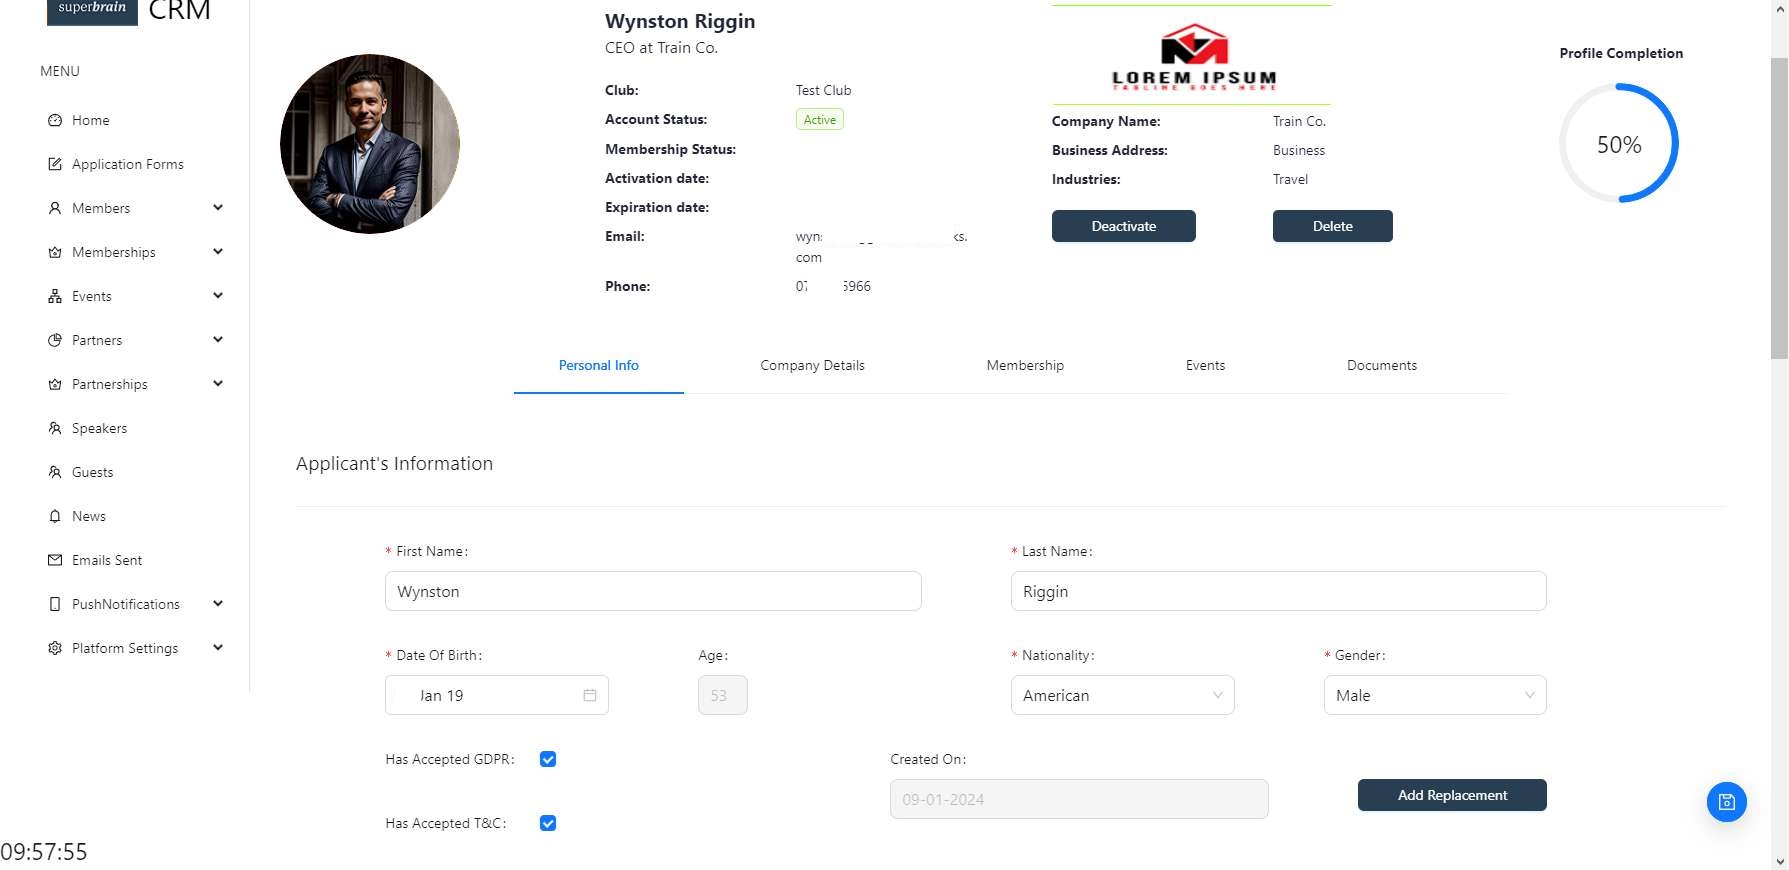 superbrain CRM
MENU
Home
Application Forms
Members
Memberships
Events
Partners
Partnerships
Speakers
Guests
News
Emails Sent
PushNotifications
Platform Settings
09:57:55
Wynston Riggin
CEO at Train Co.
Club: Test Club
Account Status: Active
Membership Status:
Activation date:
Expiration date:
Email: wyn ks.
com
Phone: 07 5966
LOREM IPSUM
TAGLINE GOES HERE
Company Name: Train Co.
Business Address: Business
Industries: Travel
Deactivate Delete
Profile Completion
50%
Personal Info Company Details Membership Events Documents
Applicant's Information
* First Name: * Last Name:
Wynston Riggin
* Date Of Birth: Age: * Nationality: * Gender:
Jan 19 53 American Male
Has Accepted GDPR: Created On:
09-01-2024 Add Replacement
Has Accepted T&C: